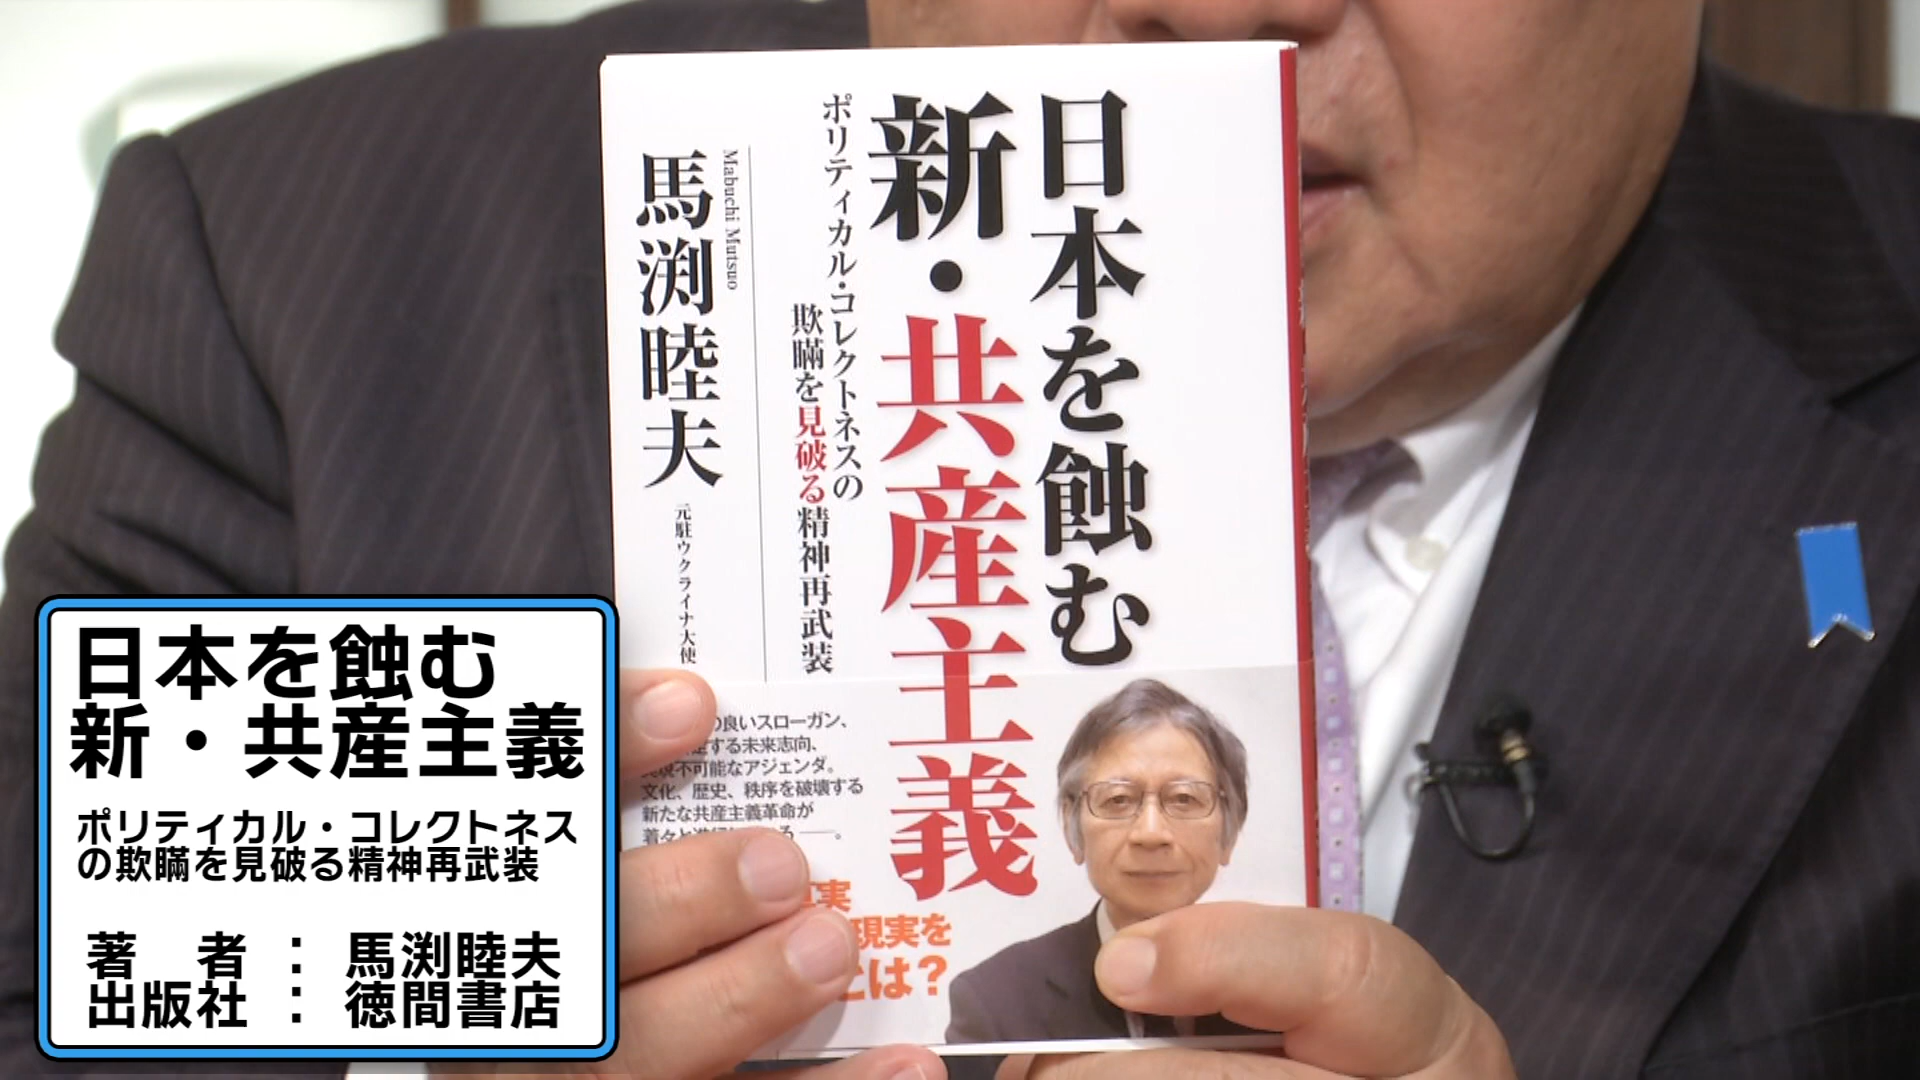 日本を蝕む
新・共産主義
ポリティカル・コレクトネスの
欺瞞を見破る精神再武装
Mabuchi Mutsuo
馬渕睦夫
元駐ウクライナ大使
の良いスローガン、
する未来志向、
不可能なアジェンダ。
文化、歴史、秩序を破壊する
新たな共産主義革命が
着々と
真実
現実を
とは?
日本を蝕む
新・共産主義
ポリティカル・コレクトネス
の欺瞞を見破る精神再武装
著　者 : 馬渕睦夫
出版社 : 徳間書店